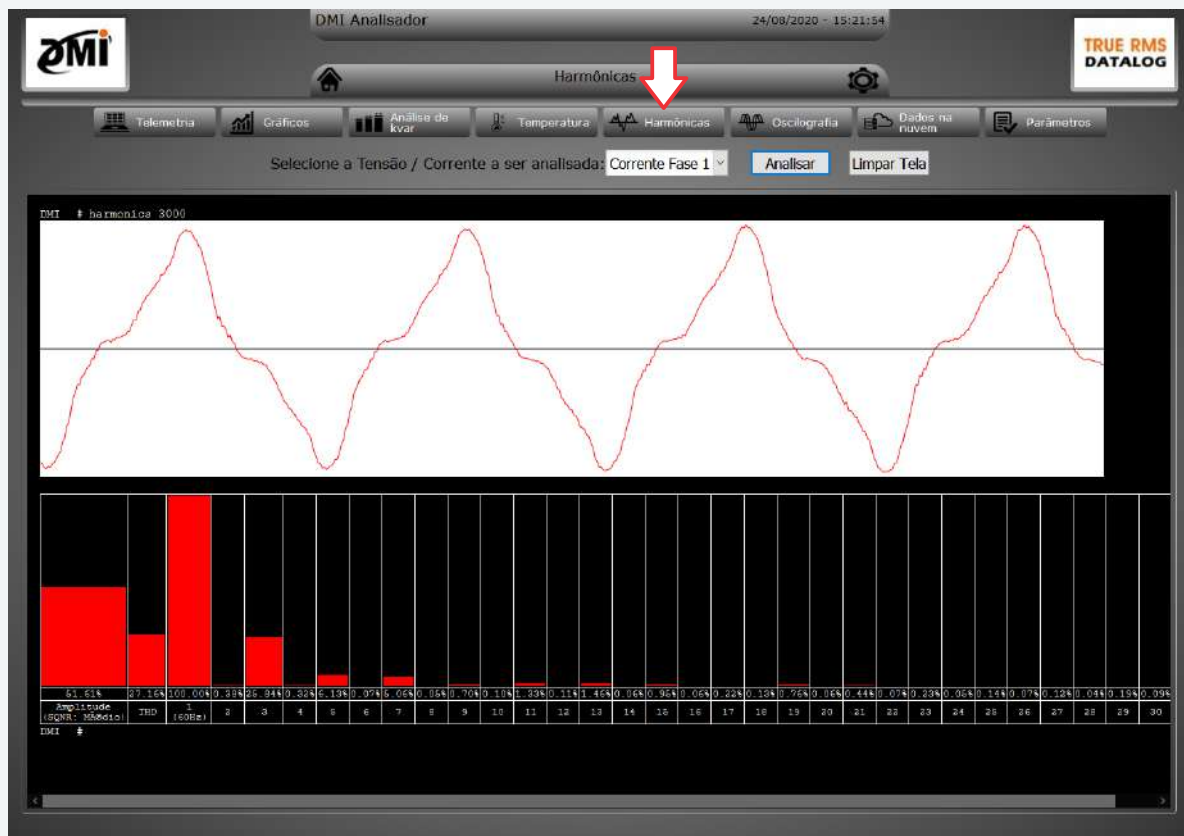 DMI Analisador
24/08/2020 - 15:21:54
DMI
TRUE RMS
DATALOG
Harmônicas
Telemetria
Gráficos
Análise de
kvar
Temperatura
Harmônicas
Oscilografia
Dados na
nuvem
Parâmetros
Selecione a Tensão / Corrente a ser analisada: Corrente Fase 1 Analisar Limpar Tela
DMI # harmonica 3000
51.61% 27.16% 100.00% 0.38% 25.84% 0.32% 6.13% 0.07% 5.06% 0.05% 0.70% 0.10% 1.33% 0.11% 1.46% 0.06% 0.95% 0.06% 0.22% 0.13% 0.76% 0.06% 0.44% 0.07% 0.23% 0.05% 0.14% 0.07% 0.12% 0.04% 0.19% 0.09%
Amplitude THD 1 2 3 4 5 6 7 8 9 10 11 12 13 14 15 16 17 18 19 20 21 22 23 24 25 26 27 28 29 30
(60Hz)
DMI #